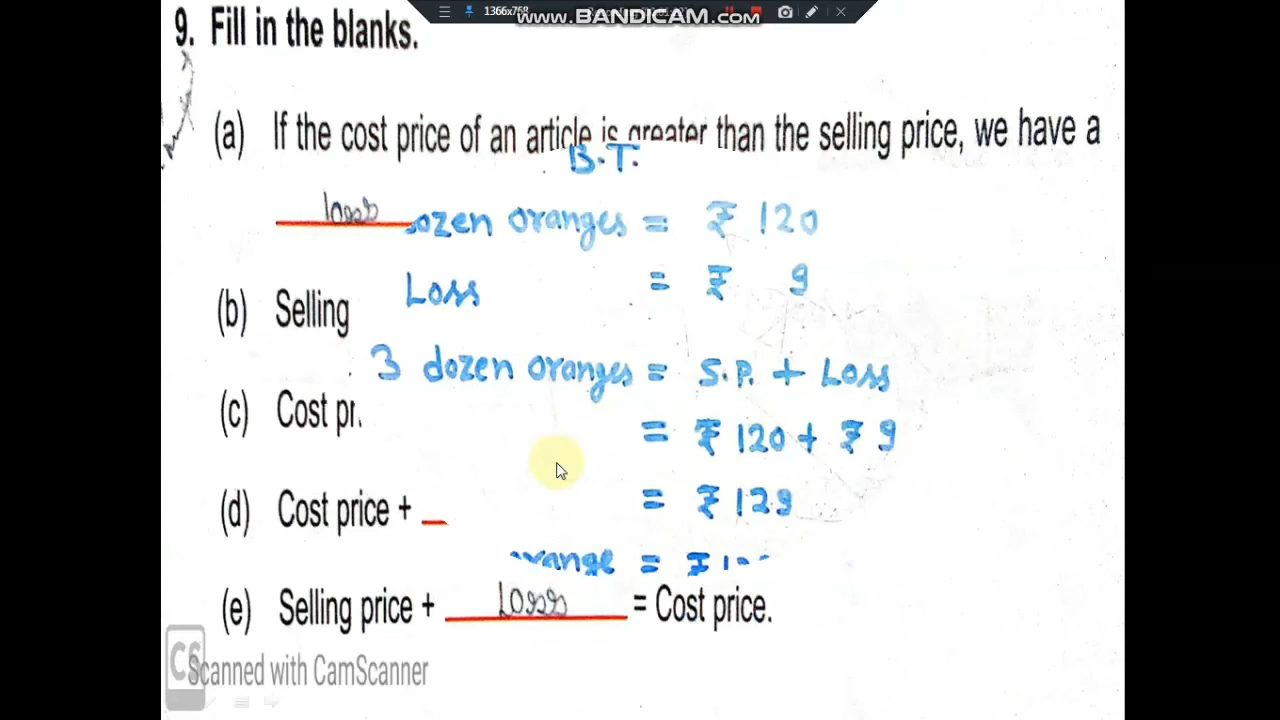 1366x768
www.BANDICAM.com
9. Fill in the blanks.
(a) If the cost price of an article is greater than the selling price, we have a
B.T.
loss
ozen oranges = ₹ 120
Loss = ₹ 9
(b) Selling
3 dozen oranges = S.P. + Loss
(c) Cost pr
= ₹ 120 + ₹ 9
(d) Cost price +
= ₹ 129
orange = ₹
(e) Selling price + Loss = Cost price.
CS
Scanned with CamScanner